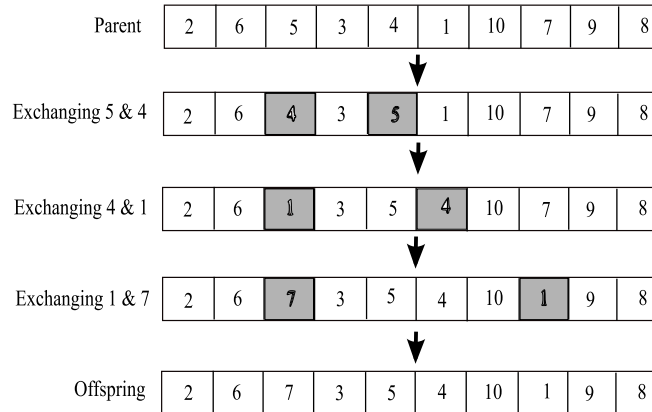 Parent 2 6 5 3 4 1 10 7 9 8
Exchanging 5 & 4 2 6 4 3 5 1 10 7 9 8
Exchanging 4 & 1 2 6 1 3 5 4 10 7 9 8
Exchanging 1 & 7 2 6 7 3 5 4 10 1 9 8
Offspring 2 6 7 3 5 4 10 1 9 8